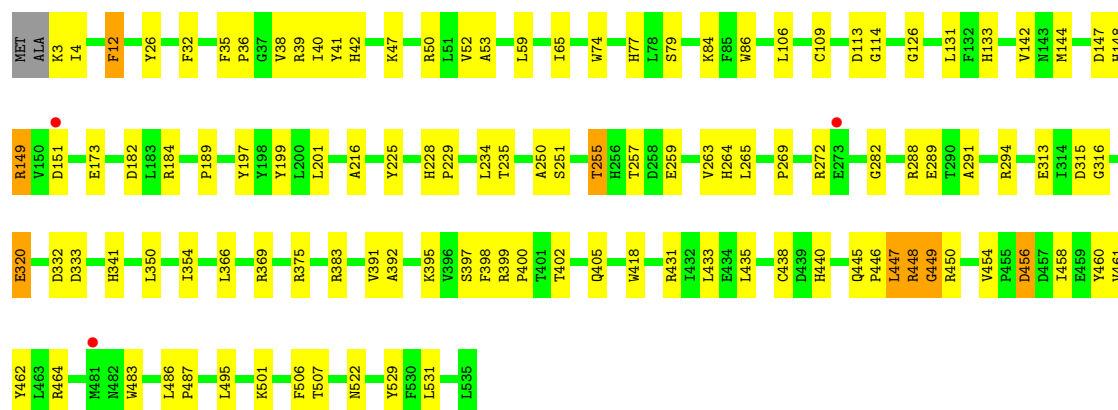 MET ALA K3 I4 F12 Y26 F32 F35 P36 G37 V38 R39 I40 Y41 H42 K47 R50 L51 V52 A53 L59 I65 W74 H77 L78 S79 K84 F85 W86 L106 C109 D113 G114 G126 L131 F132 H133 V142 N143 M144 D147 H148
R149 V150 D151 E173 D182 L183 R184 P189 Y197 Y198 Y199 L200 L201 A216 Y225 H228 P229 L234 T235 A250 S251 T255 H256 T257 D258 E259 V263 H264 L265 P269 R272 E273 G282 R288 E289 T290 A291 R294 E313 I314 D315 G316
E320 D332 D333 H341 L350 I354 L366 R369 R375 R383 V391 A392 K395 V396 S397 F398 R399 P400 T401 T402 Q405 W418 R431 I432 L433 E434 L435 C438 D439 H440 Q445 P446 L447 R448 G449 R450 V454 P455 D456 D457 I458 E459 Y460 V461
Y462 L463 R464 M481 N482 W483 L486 P487 L495 K501 F506 T507 N522 Y529 F530 L531 L535